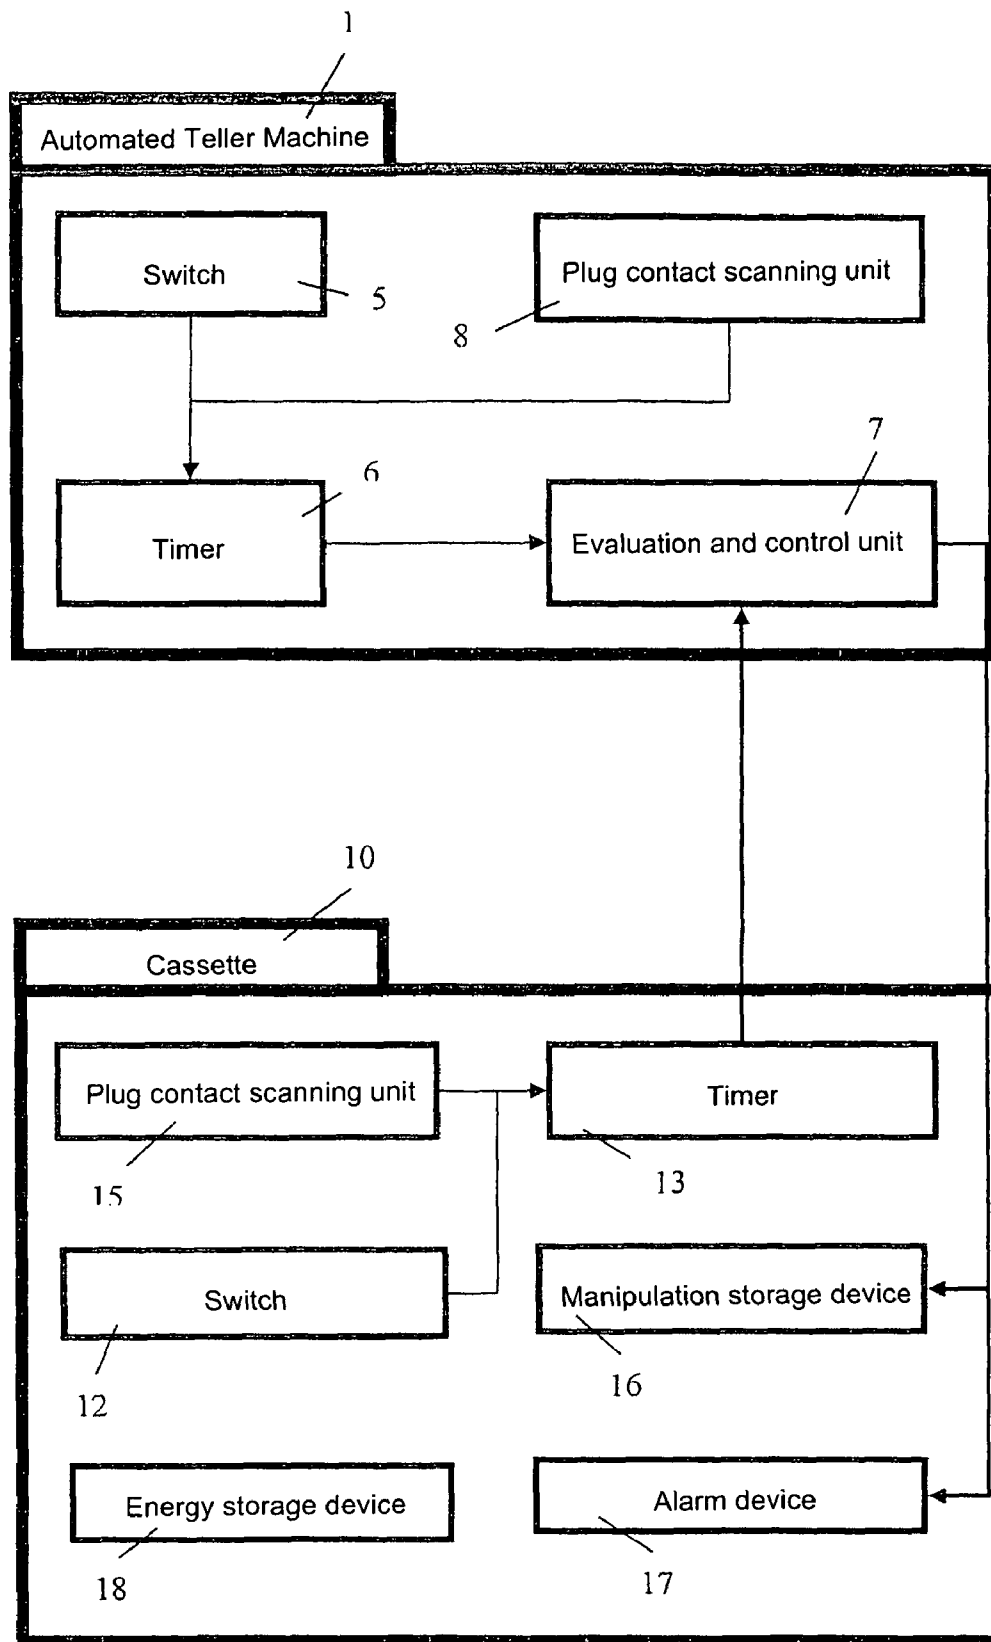 1
Automated Teller Machine
Switch
5
Plug contact scanning unit
8
Timer
6
Evaluation and control unit
7
10
Cassette
Plug contact scanning unit
15
Timer
13
Switch
12
Manipulation storage device
16
Energy storage device
18
Alarm device
17